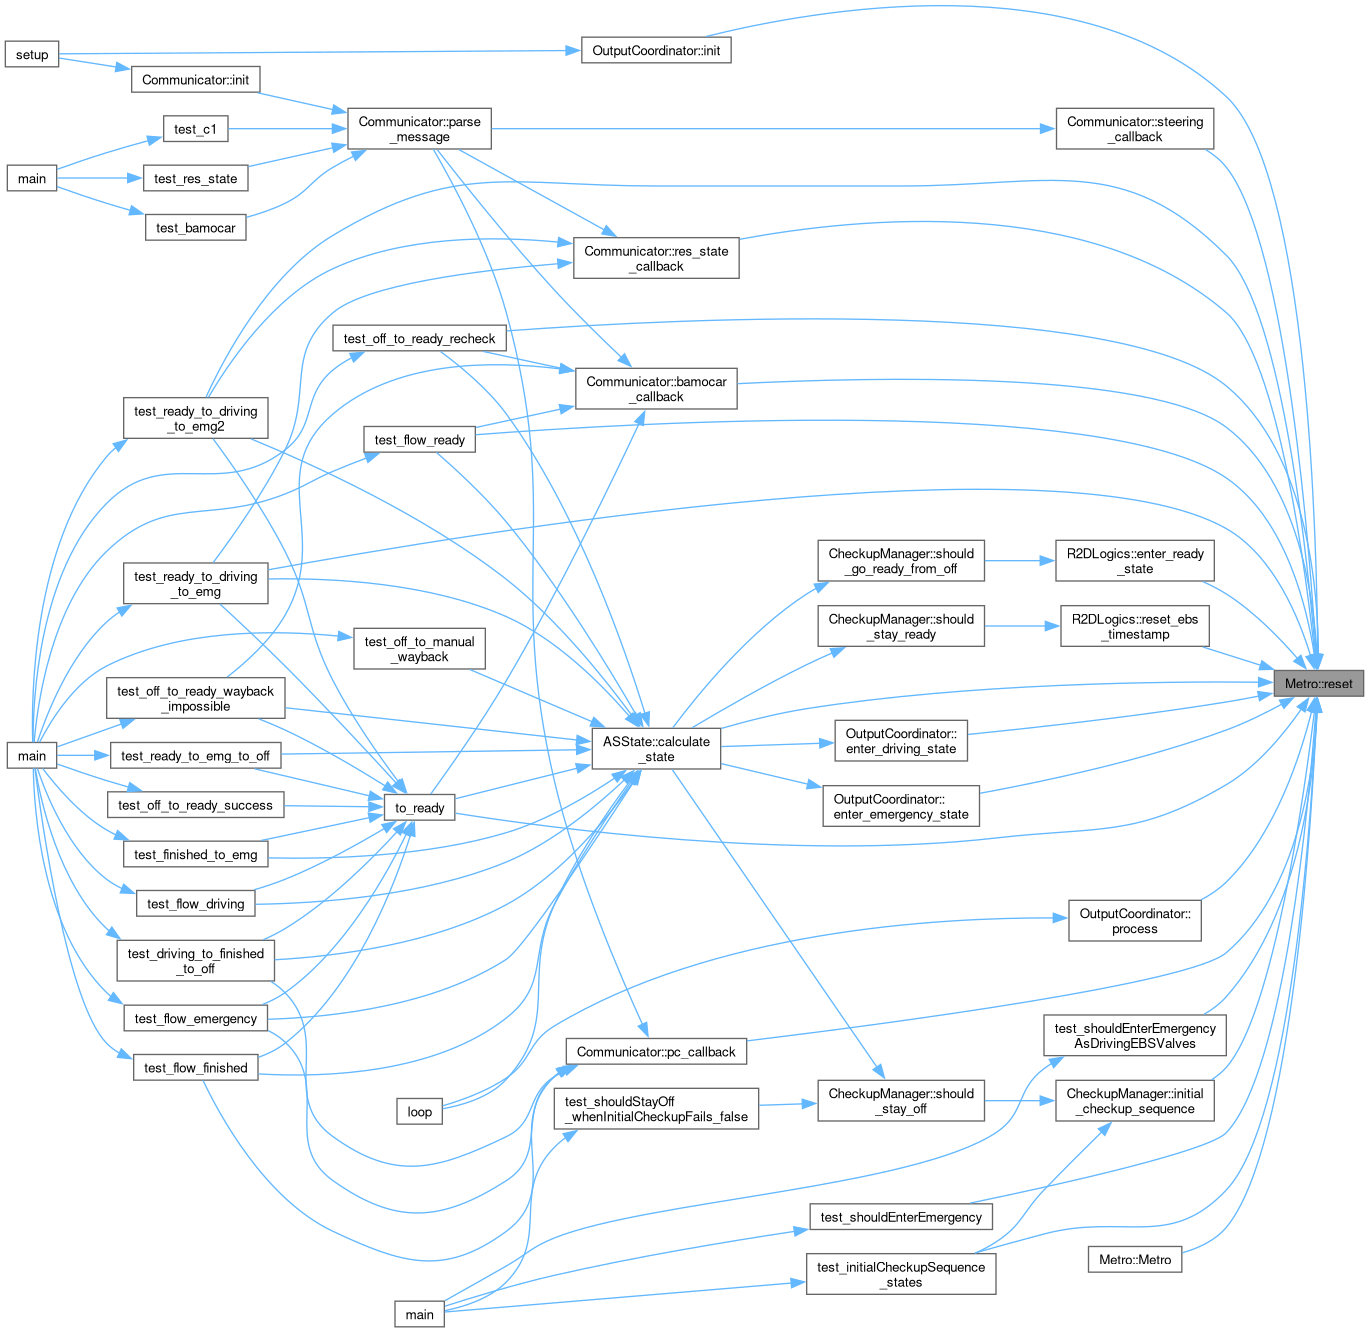 setup
OutputCoordinator::init
Communicator::init
Communicator::parse
_message
Communicator::steering
_callback
test_c1
main
test_res_state
test_bamocar
Communicator::res_state
_callback
test_off_to_ready_recheck
Communicator::bamocar
_callback
test_ready_to_driving
_to_emg2
test_flow_ready
CheckupManager::should
_go_ready_from_off
R2DLogics::enter_ready
_state
test_ready_to_driving
_to_emg
CheckupManager::should
_stay_ready
R2DLogics::reset_ebs
_timestamp
test_off_to_manual
_wayback
Metro::reset
test_off_to_ready_wayback
_impossible
OutputCoordinator::
enter_driving_state
ASState::calculate
_state
main
test_ready_to_emg_to_off
test_off_to_ready_success
to_ready
OutputCoordinator::
enter_emergency_state
test_finished_to_emg
test_flow_driving
OutputCoordinator::
process
test_driving_to_finished
_to_off
test_flow_emergency
test_shouldEnterEmergency
AsDrivingEBSValves
Communicator::pc_callback
test_flow_finished
loop
test_shouldStayOff
_whenInitialCheckupFails_false
CheckupManager::should
_stay_off
CheckupManager::initial
_checkup_sequence
test_shouldEnterEmergency
Metro::Metro
test_initialCheckupSequence
_states
main